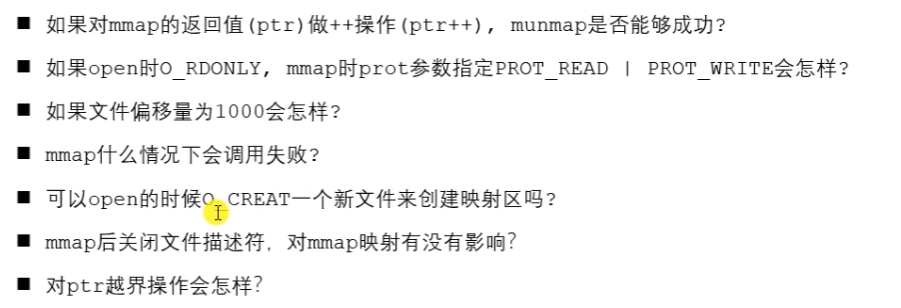 ■ 如果对mmap的返回值(ptr)做++操作(ptr++), munmap是否能够成功?
■ 如果open时O_RDONLY, mmap时prot参数指定PROT_READ | PROT_WRITE会怎样?
■ 如果文件偏移量为1000会怎样?
■ mmap什么情况下会调用失败?
■ 可以open的时候O_CREAT一个新文件来创建映射区吗?
■ mmap后关闭文件描述符，对mmap映射有没有影响？
■ 对ptr越界操作会怎样？